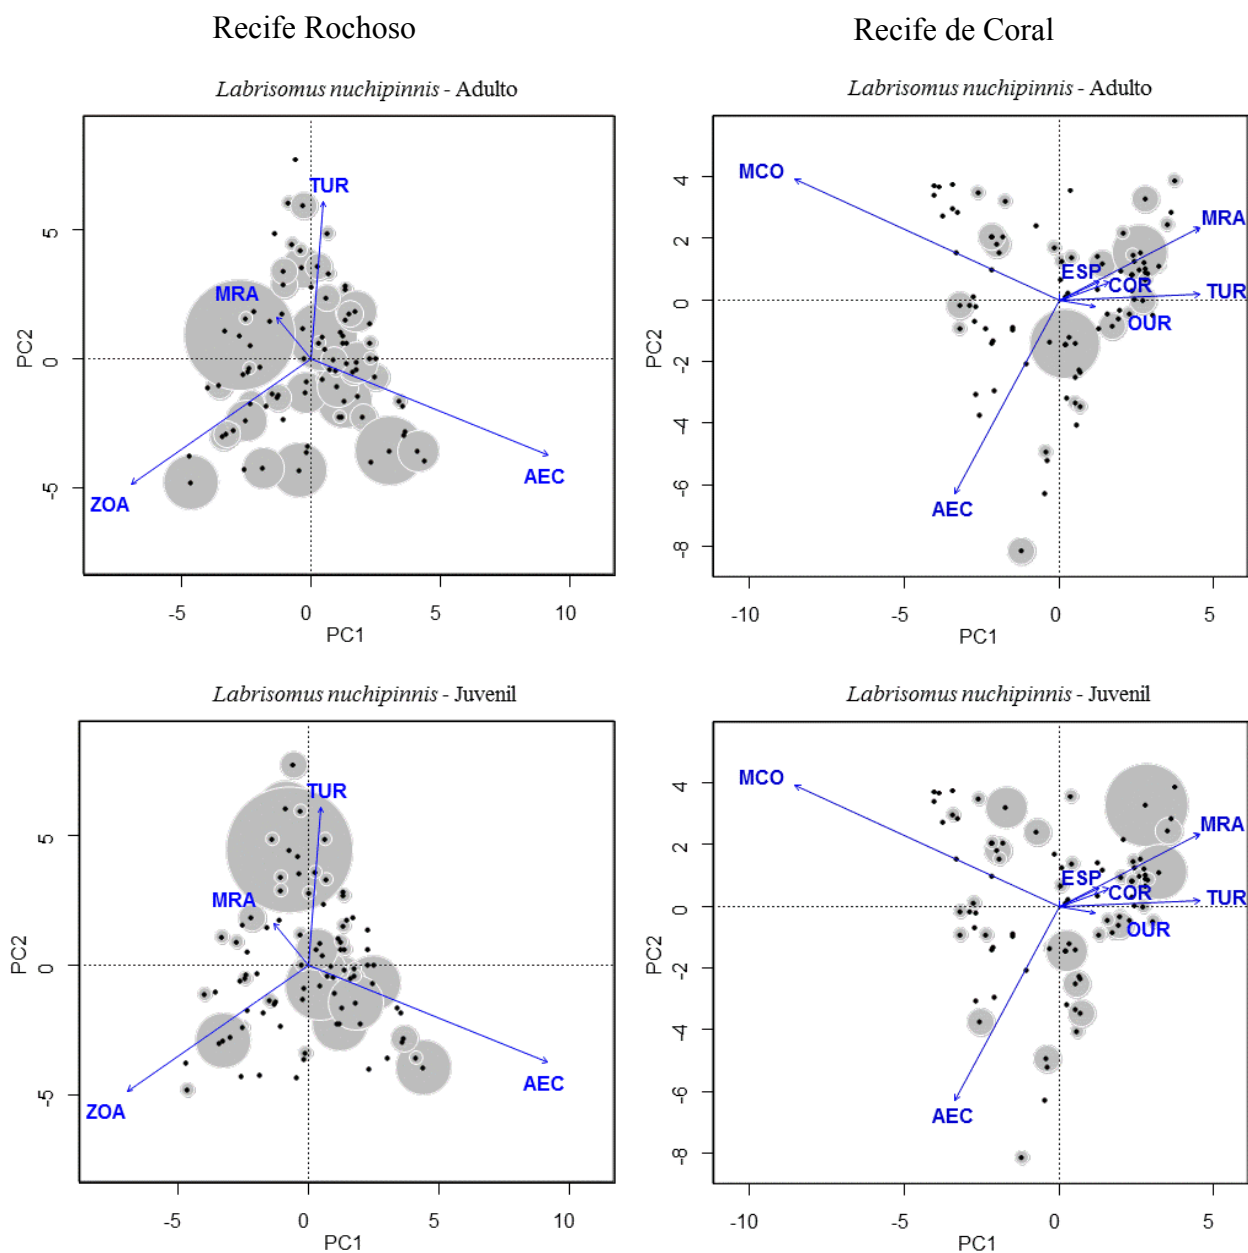 Recife Rochoso
Recife de Coral
Labrisomus nuchipinnis - Adulto
TUR
MRA
AEC
ZOA
5
0
-5
PC2
-5
0
5
10
PC1
Labrisomus nuchipinnis - Adulto
MCO
MRA
ESP
COR
TUR
OUR
AEC
4
2
0
-2
-4
-6
-8
PC2
-10
-5
0
5
PC1
Labrisomus nuchipinnis - Juvenil
TUR
MRA
AEC
ZOA
5
0
-5
PC2
-5
0
5
10
PC1
Labrisomus nuchipinnis - Juvenil
MCO
MRA
ESP
COR
TUR
OUR
AEC
4
2
0
-2
-4
-6
-8
PC2
-10
-5
0
5
PC1